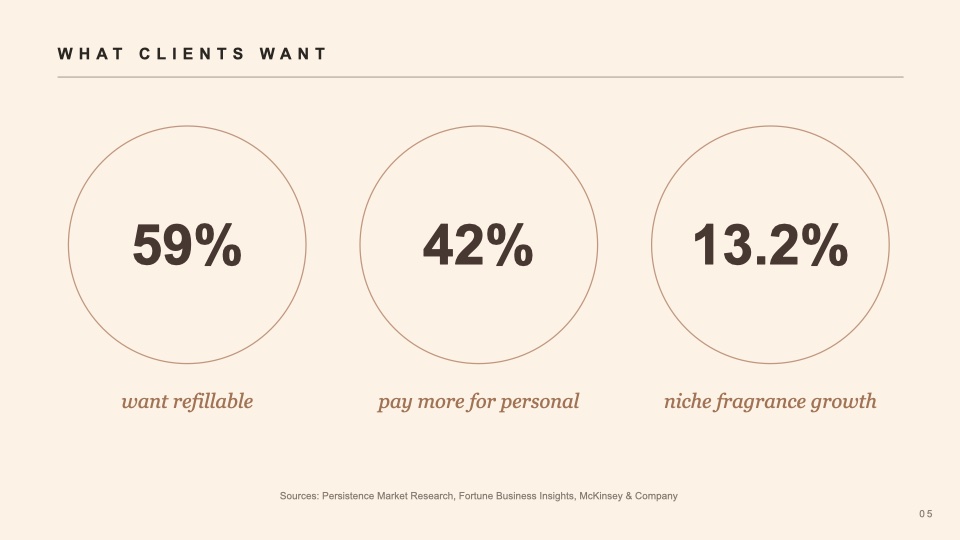 WHAT CLIENTS WANT
59%
42%
13.2%
want refillable
pay more for personal
niche fragrance growth
Sources: Persistence Market Research, Fortune Business Insights, McKinsey & Company
05